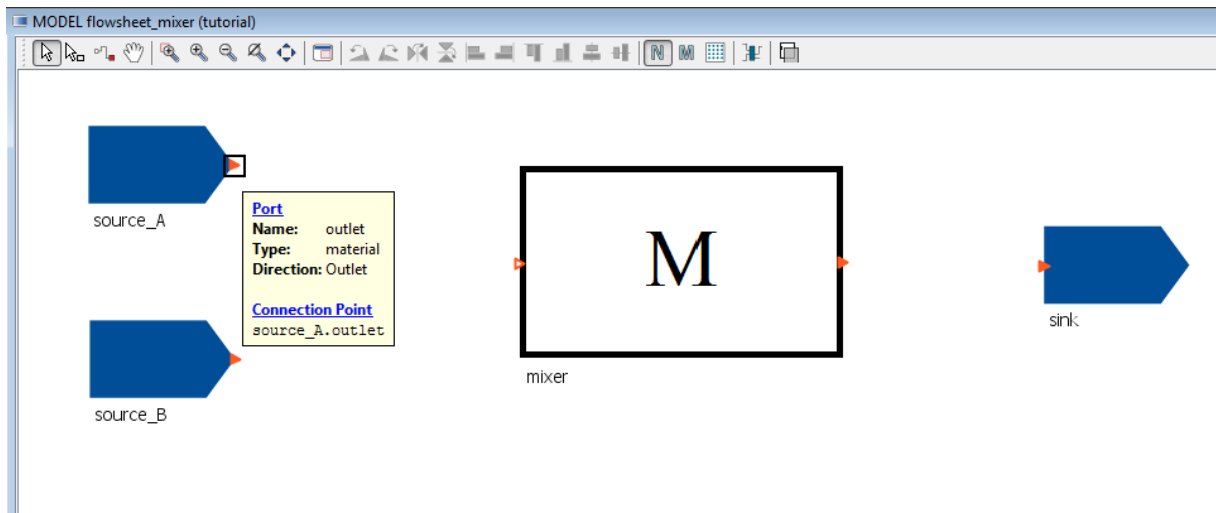 MODEL flowsheet_mixer (tutorial)
N M
source_A
Port
Name: outlet
Type: material
Direction: Outlet
Connection Point
source_A.outlet
M
mixer
sink
source_B